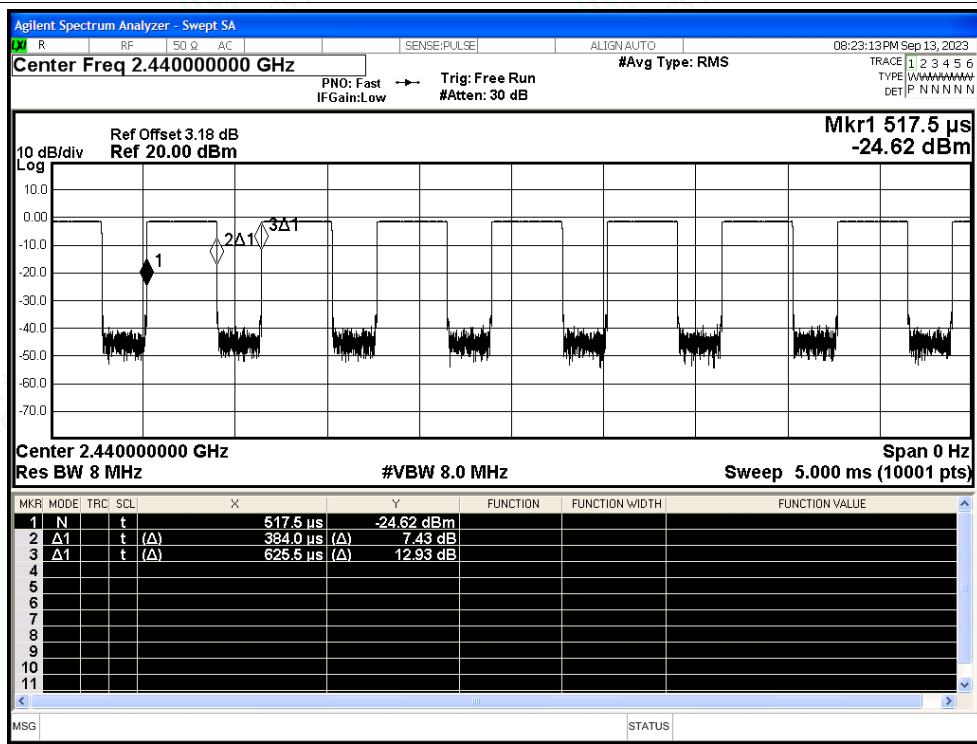 Agilent Spectrum Analyzer - Swept SA
LXI R RF 50 Ω AC SENSE:PULSE ALIGN AUTO 08:23:13 PM Sep 13, 2023
Center Freq 2.440000000 GHz #Avg Type: RMS TRACE 1 2 3 4 5 6
PNO: Fast Trig: Free Run TYPE WWWWWW
IFGain:Low #Atten: 30 dB DET P N N N N N
Mkr1 517.5 µs
-24.62 dBm
Ref Offset 3.18 dB
10 dB/div Ref 20.00 dBm
Log
10.0
0.00
-10.0
-20.0
-30.0
-40.0
-50.0
-60.0
-70.0
1
2Δ1
3Δ1
Center 2.440000000 GHz Span 0 Hz
Res BW 8 MHz #VBW 8.0 MHz Sweep 5.000 ms (10001 pts)
MKR MODE TRC SCL X Y FUNCTION FUNCTION WIDTH FUNCTION VALUE
1 N t 517.5 µs -24.62 dBm
2 Δ1 t (Δ) 384.0 µs (Δ) 7.43 dB
3 Δ1 t (Δ) 625.5 µs (Δ) 12.93 dB
4
5
6
7
8
9
10
11
MSG STATUS